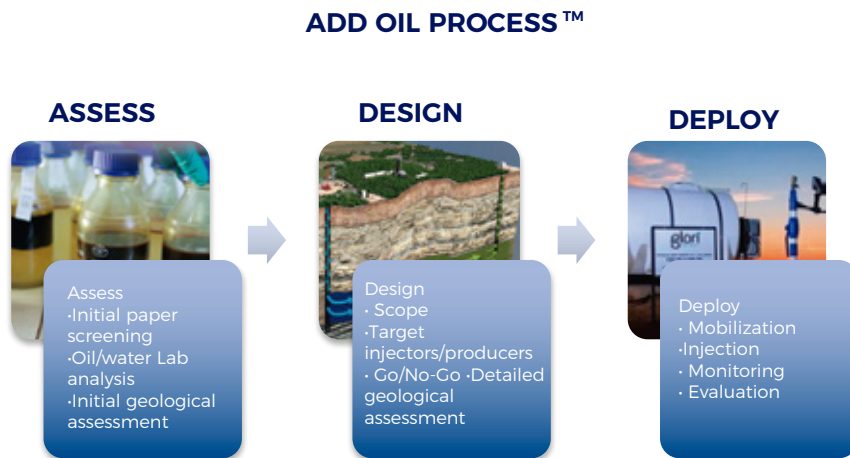 ADD OIL PROCESS™
ASSESS
Assess
·Initial paper
screening
·Oil/water Lab
analysis
·Initial geological
assessment
DESIGN
Design
· Scope
·Target
injectors/producers
· Go/No-Go ·Detailed
geological
assessment
DEPLOY
glori
Deploy
· Mobilization
·Injection
· Monitoring
· Evaluation